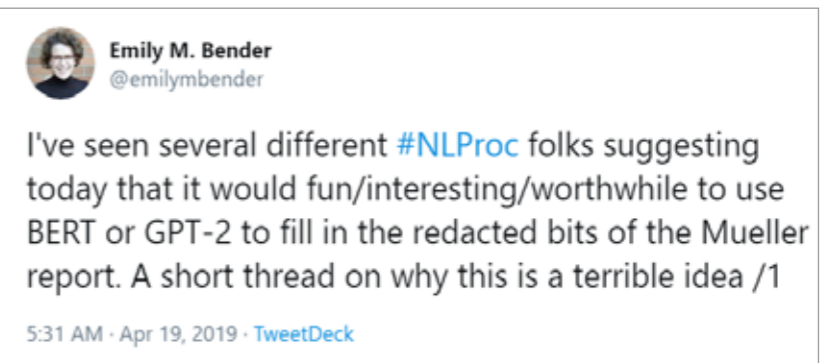 Emily M. Bender
@emilymbender
I've seen several different #NLProc folks suggesting
today that it would fun/interesting/worthwhile to use
BERT or GPT-2 to fill in the redacted bits of the Mueller
report. A short thread on why this is a terrible idea /1
5:31 AM · Apr 19, 2019 · TweetDeck